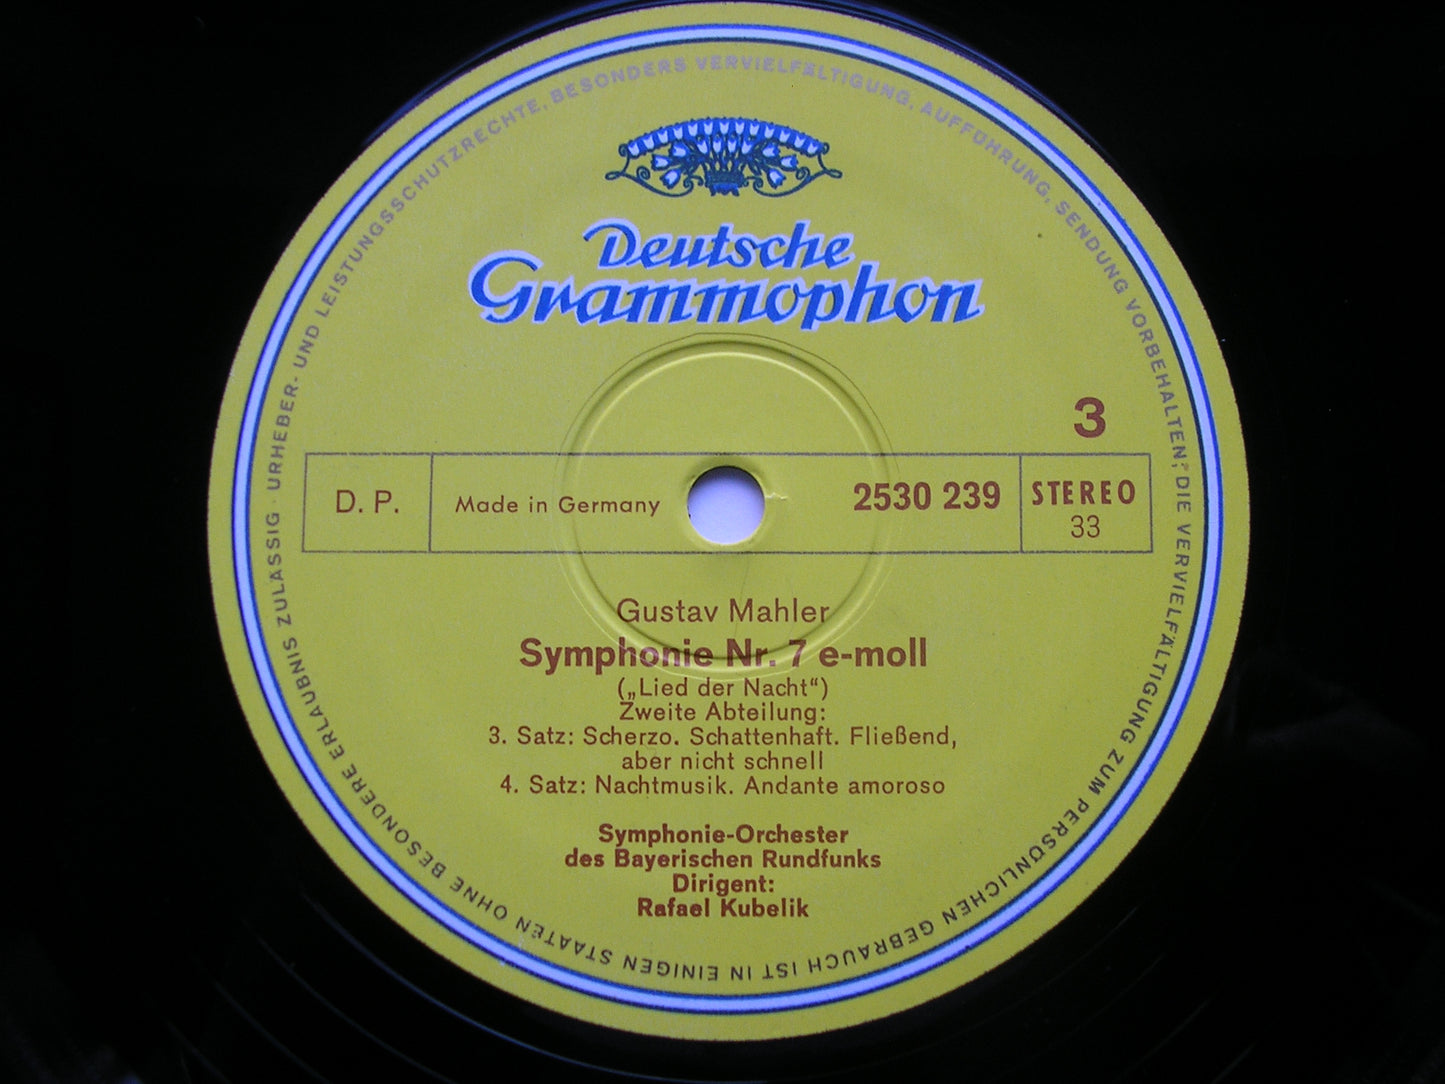 URHEBER- UND LEISTUNGSSCHUTZRECHTE, BESONDERS VERVIELFÄLTIGUNG, AUFFÜHRUNG, SENDUNG VORBEHALTEN; DIE VERVIELFÄLTIGUNG ZUM PERSÖNLICHEN GEBRAUCH IST IN EINIGEN STAATEN OHNE BESONDERE ERLAUBNIS ZULÄSSIG ·
Deutsche
Grammophon
3
D. P. Made in Germany 2530 239 STEREO
33
Gustav Mahler
Symphonie Nr. 7 e-moll
(„Lied der Nacht“)
Zweite Abteilung:
3. Satz: Scherzo. Schattenhaft. Fließend,
aber nicht schnell
4. Satz: Nachtmusik. Andante amoroso
Symphonie-Orchester
des Bayerischen Rundfunks
Dirigent:
Rafael Kubelik